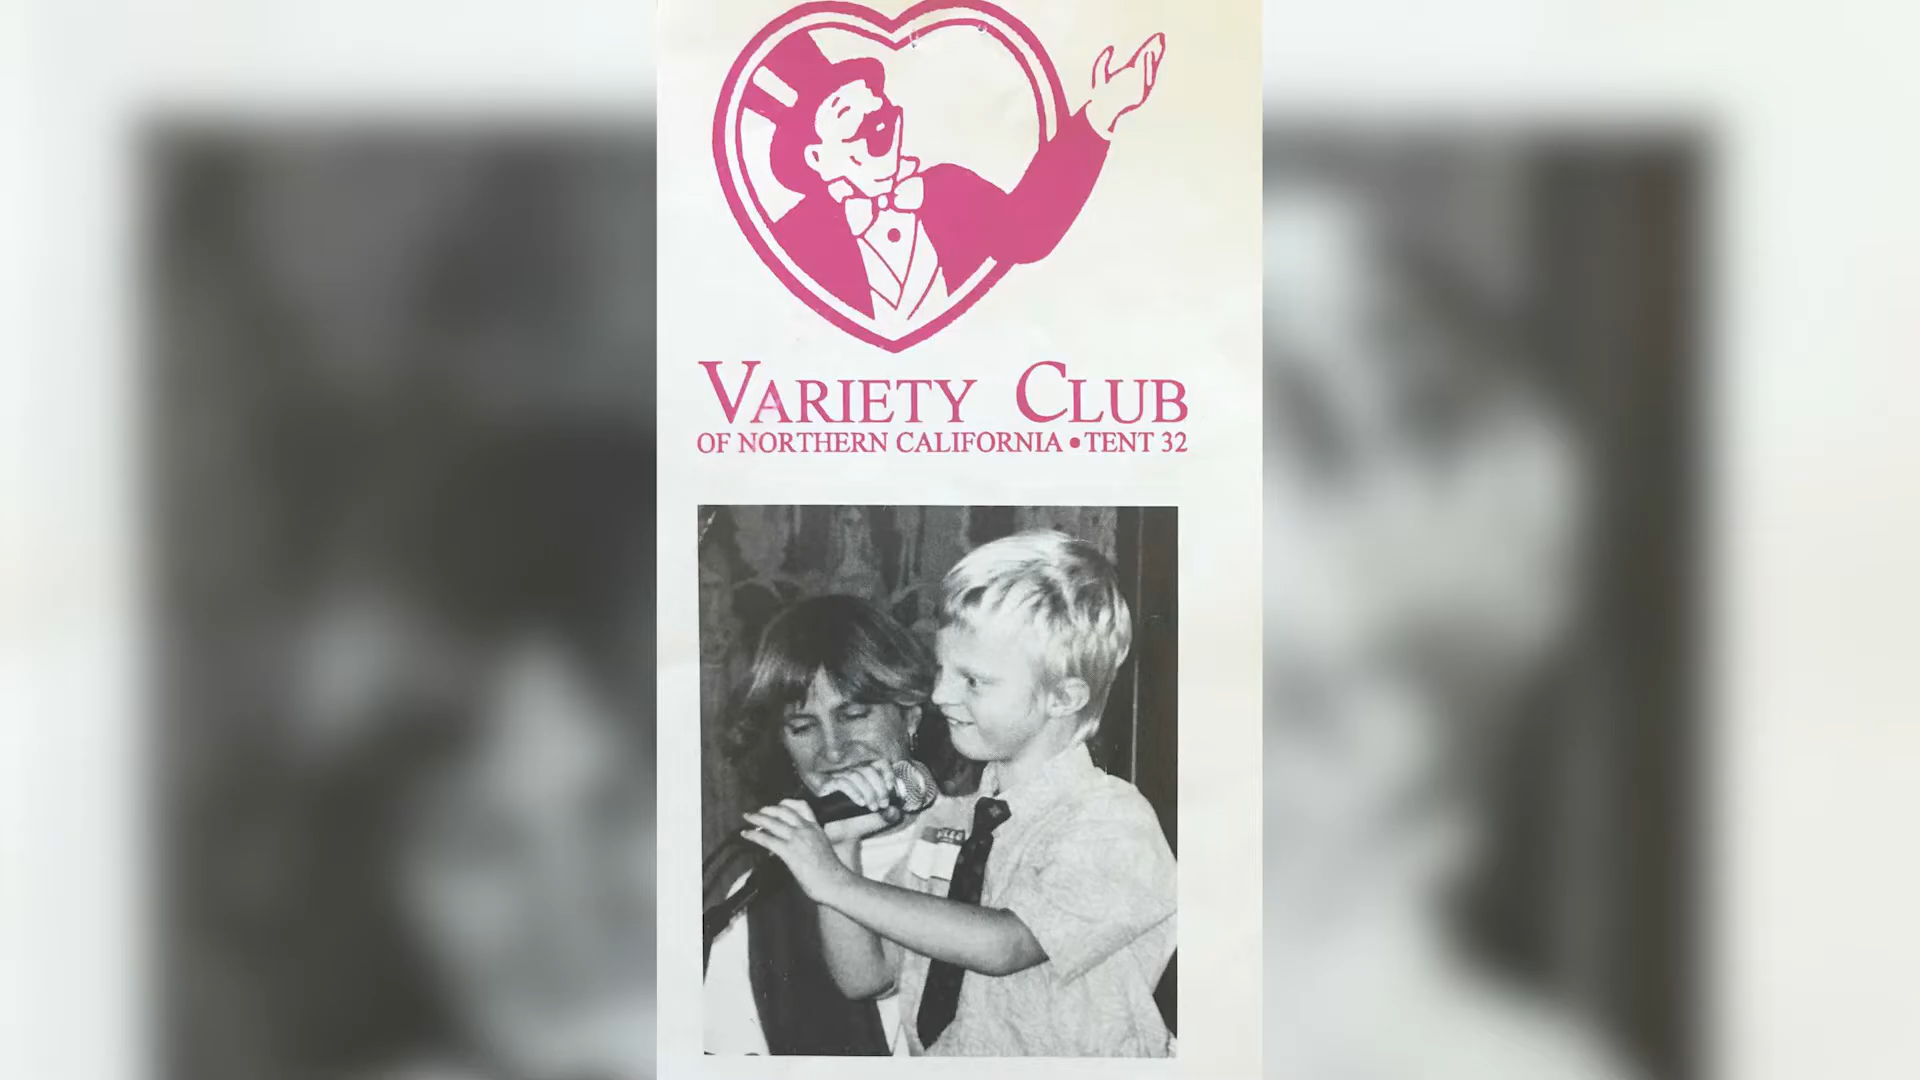 VARIETY CLUB
OF NORTHERN CALIFORNIA • TENT 32